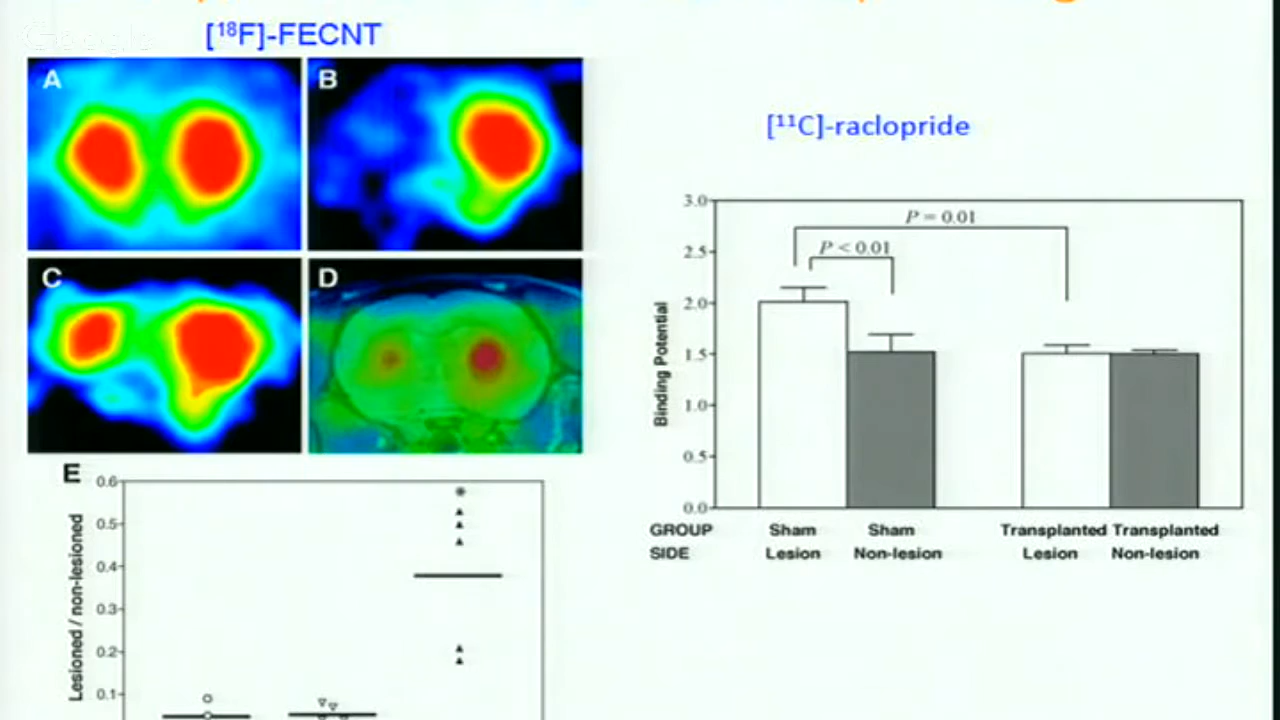 Google
[¹⁸F]-FECNT
A
B
C
D
E
0.6
0.5
0.4
0.3
0.2
0.1
Lesioned / non-lesioned
[¹¹C]-raclopride
3.0
2.5
2.0
1.5
1.0
0.5
0.0
Binding Potential
P = 0.01
P < 0.01
GROUP Sham Sham Transplanted Transplanted
SIDE Lesion Non-lesion Lesion Non-lesion